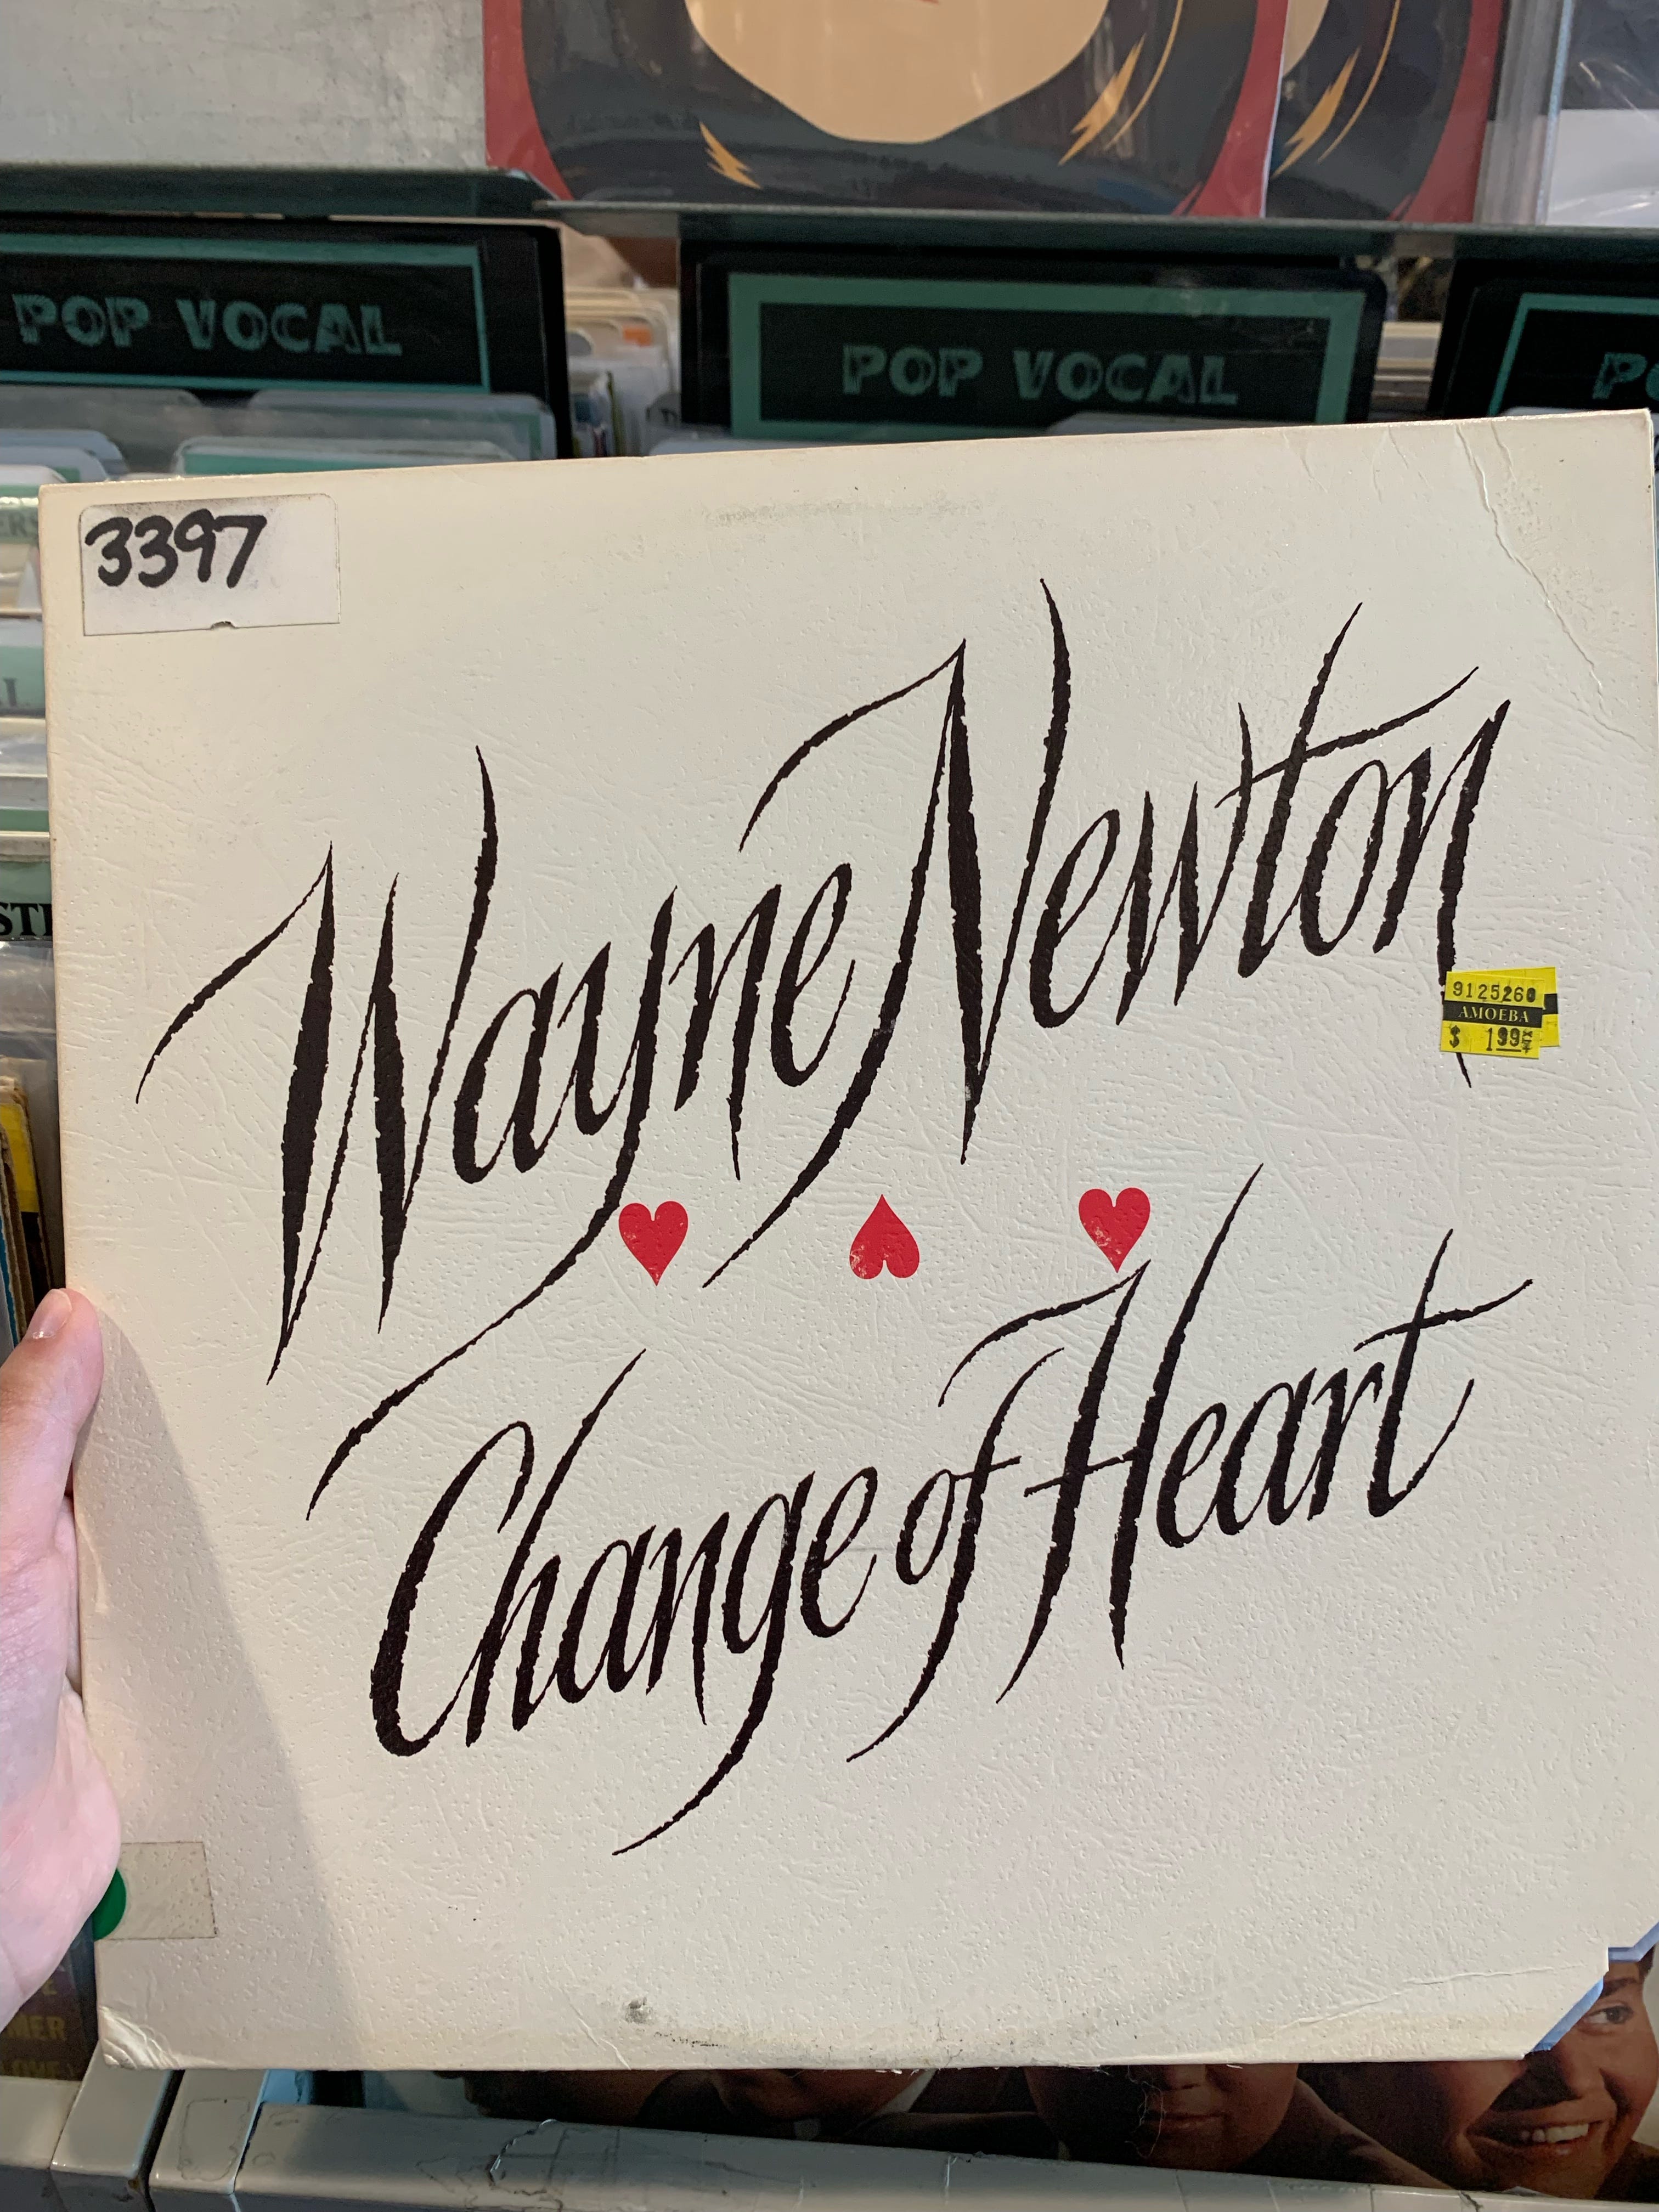 POP VOCAL
POP VOCAL
3397
Wayne Newton
9125260
AMOEBA
$ 1.99
Change of Heart